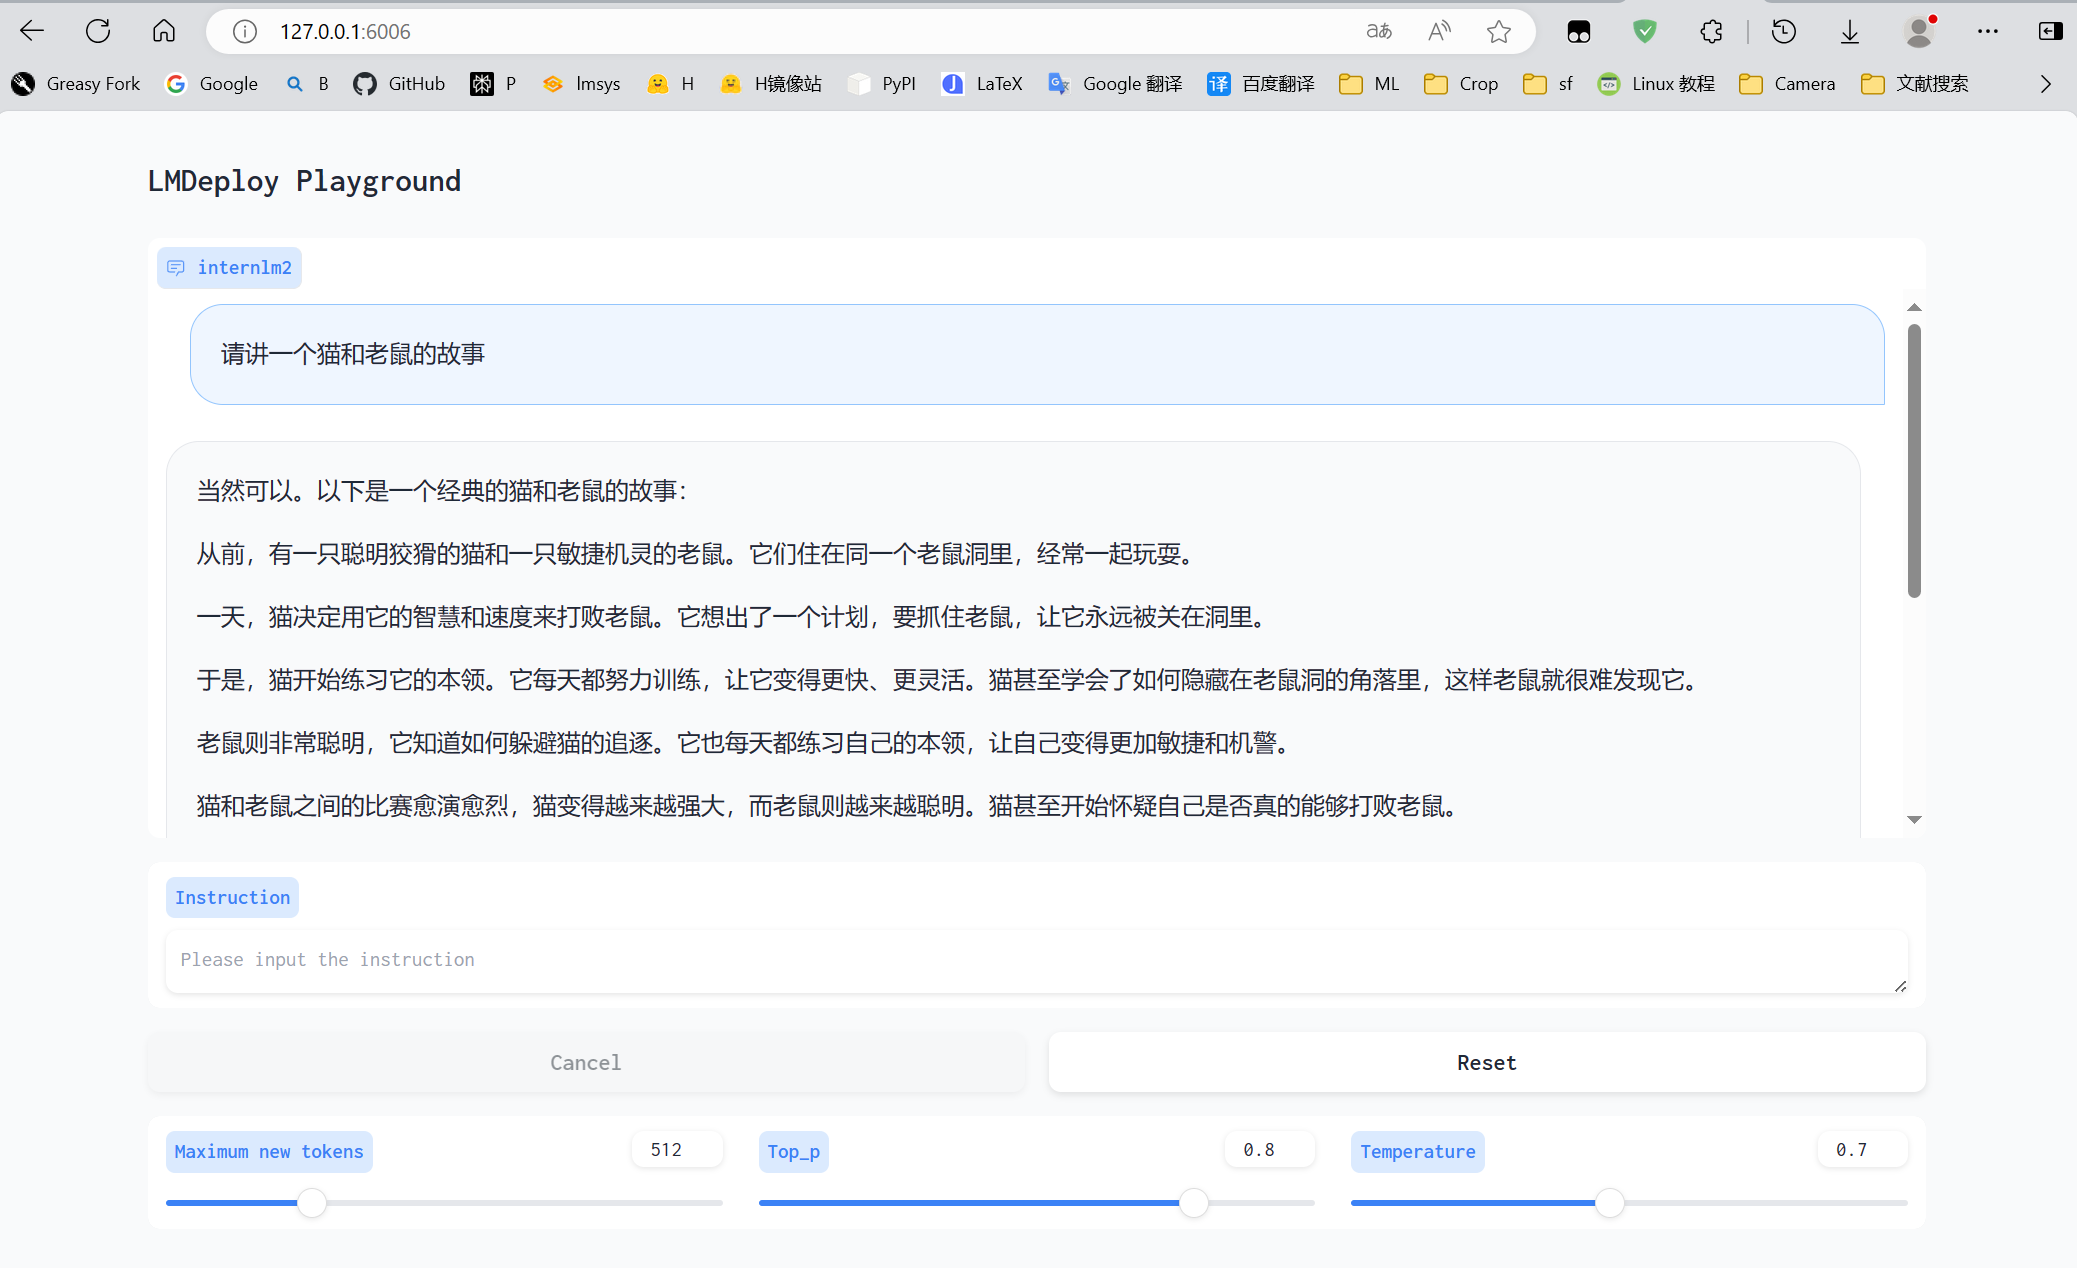 127.0.0.1:6006
Greasy Fork Google B GitHub P lmsys H H镜像站 PyPI LaTeX Google 翻译 百度翻译 ML Crop sf Linux 教程 Camera 文献搜索
LMDeploy Playground
internlm2
请讲一个猫和老鼠的故事
当然可以。以下是一个经典的猫和老鼠的故事：
从前，有一只聪明狡猾的猫和一只敏捷机灵的老鼠。它们住在同一个老鼠洞里，经常一起玩耍。
一天，猫决定用它的智慧和速度来打败老鼠。它想出了一个计划，要抓住老鼠，让它永远被关在洞里。
于是，猫开始练习它的本领。它每天都努力训练，让它变得更快、更灵活。猫甚至学会了如何隐藏在老鼠洞的角落里，这样老鼠就很难发现它。
老鼠则非常聪明，它知道如何躲避猫的追逐。它也每天都练习自己的本领，让自己变得更加敏捷和机警。
猫和老鼠之间的比赛愈演愈烈，猫变得越来越强大，而老鼠则越来越聪明。猫甚至开始怀疑自己是否真的能够打败老鼠。
Instruction
Please input the instruction
Cancel Reset
Maximum new tokens 512 Top_p 0.8 Temperature 0.7